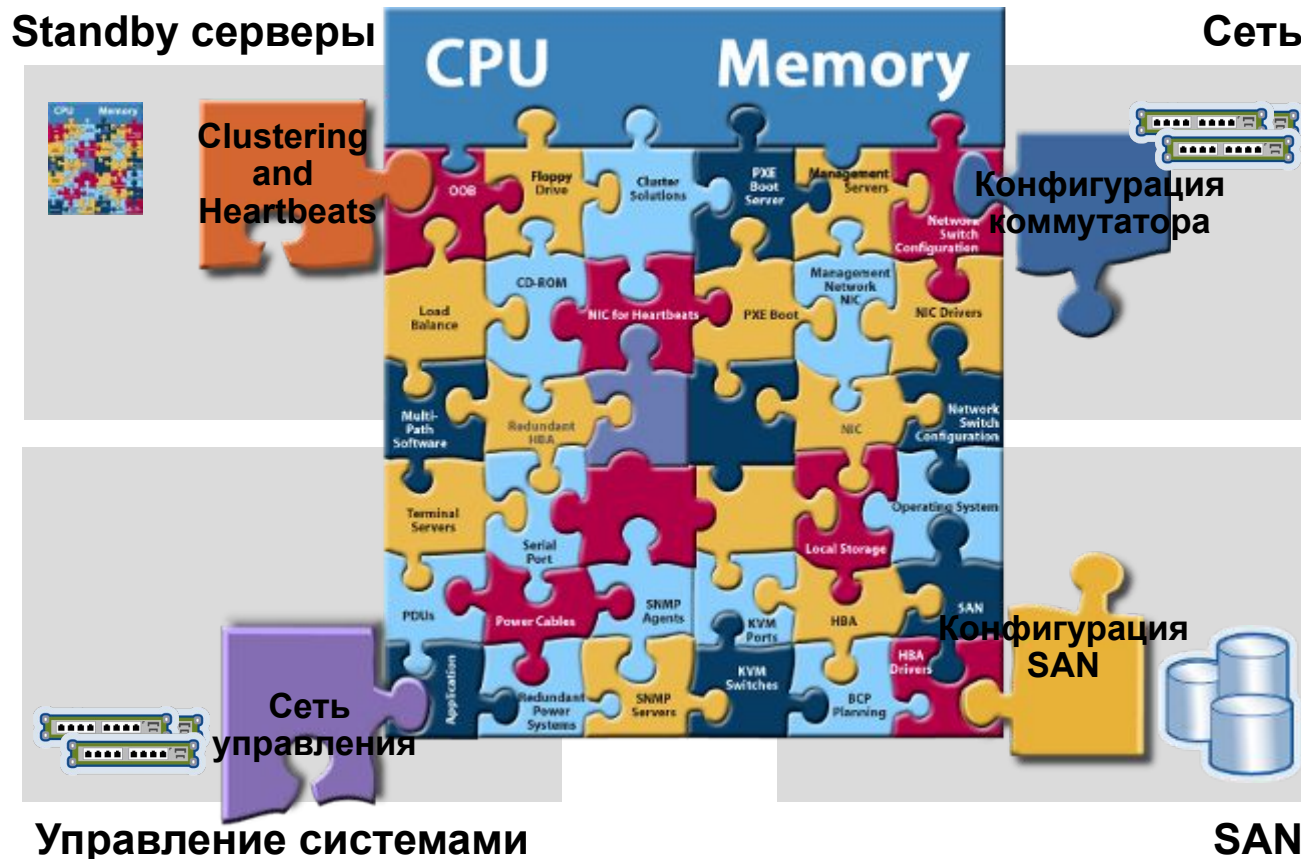 Standby серверы
Сеть
CPU Memory
CPU Memory
Clustering
and
Heartbeats
OOB
Floppy
Drive
Cluster
Solutions
PXE
Boot
Server
Management
Servers
Network
Switch
Configuration
Конфигурация
коммутатора
Load
Balance
CD-ROM
NIC for Heartbeats
PXE Boot
Management
Network
NIC
NIC Drivers
Multi-
Path
Software
Redundant
HBA
NIC
Network
Switch
Configuration
Terminal
Servers
Serial
Port
Local Storage
Operating System
PDUs
Power Cables
SNMP
Agents
KVM
Ports
HBA
SAN
Конфигурация
SAN
Сеть
управления
Application
Redundant
Power
Systems
SNMP
Servers
KVM
Switches
BCP
Planning
HBA
Drivers
Управление системами
SAN